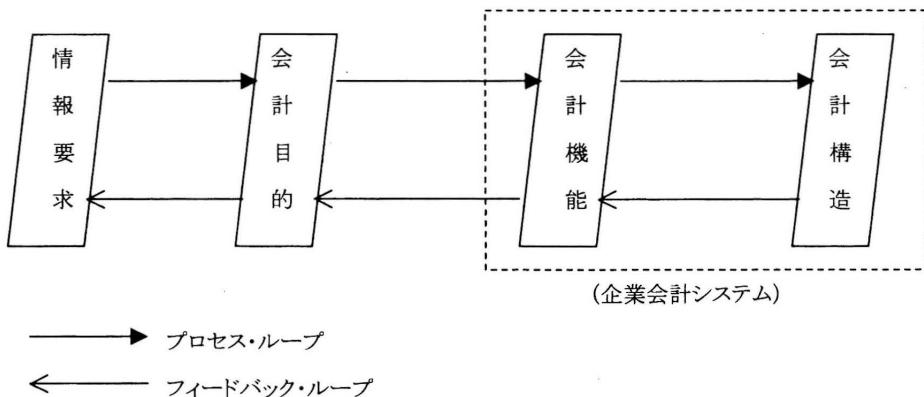 情報要求
会計目的
会計機能
会計構造
(企業会計システム)
プロセス・ループ
フィードバック・ループ